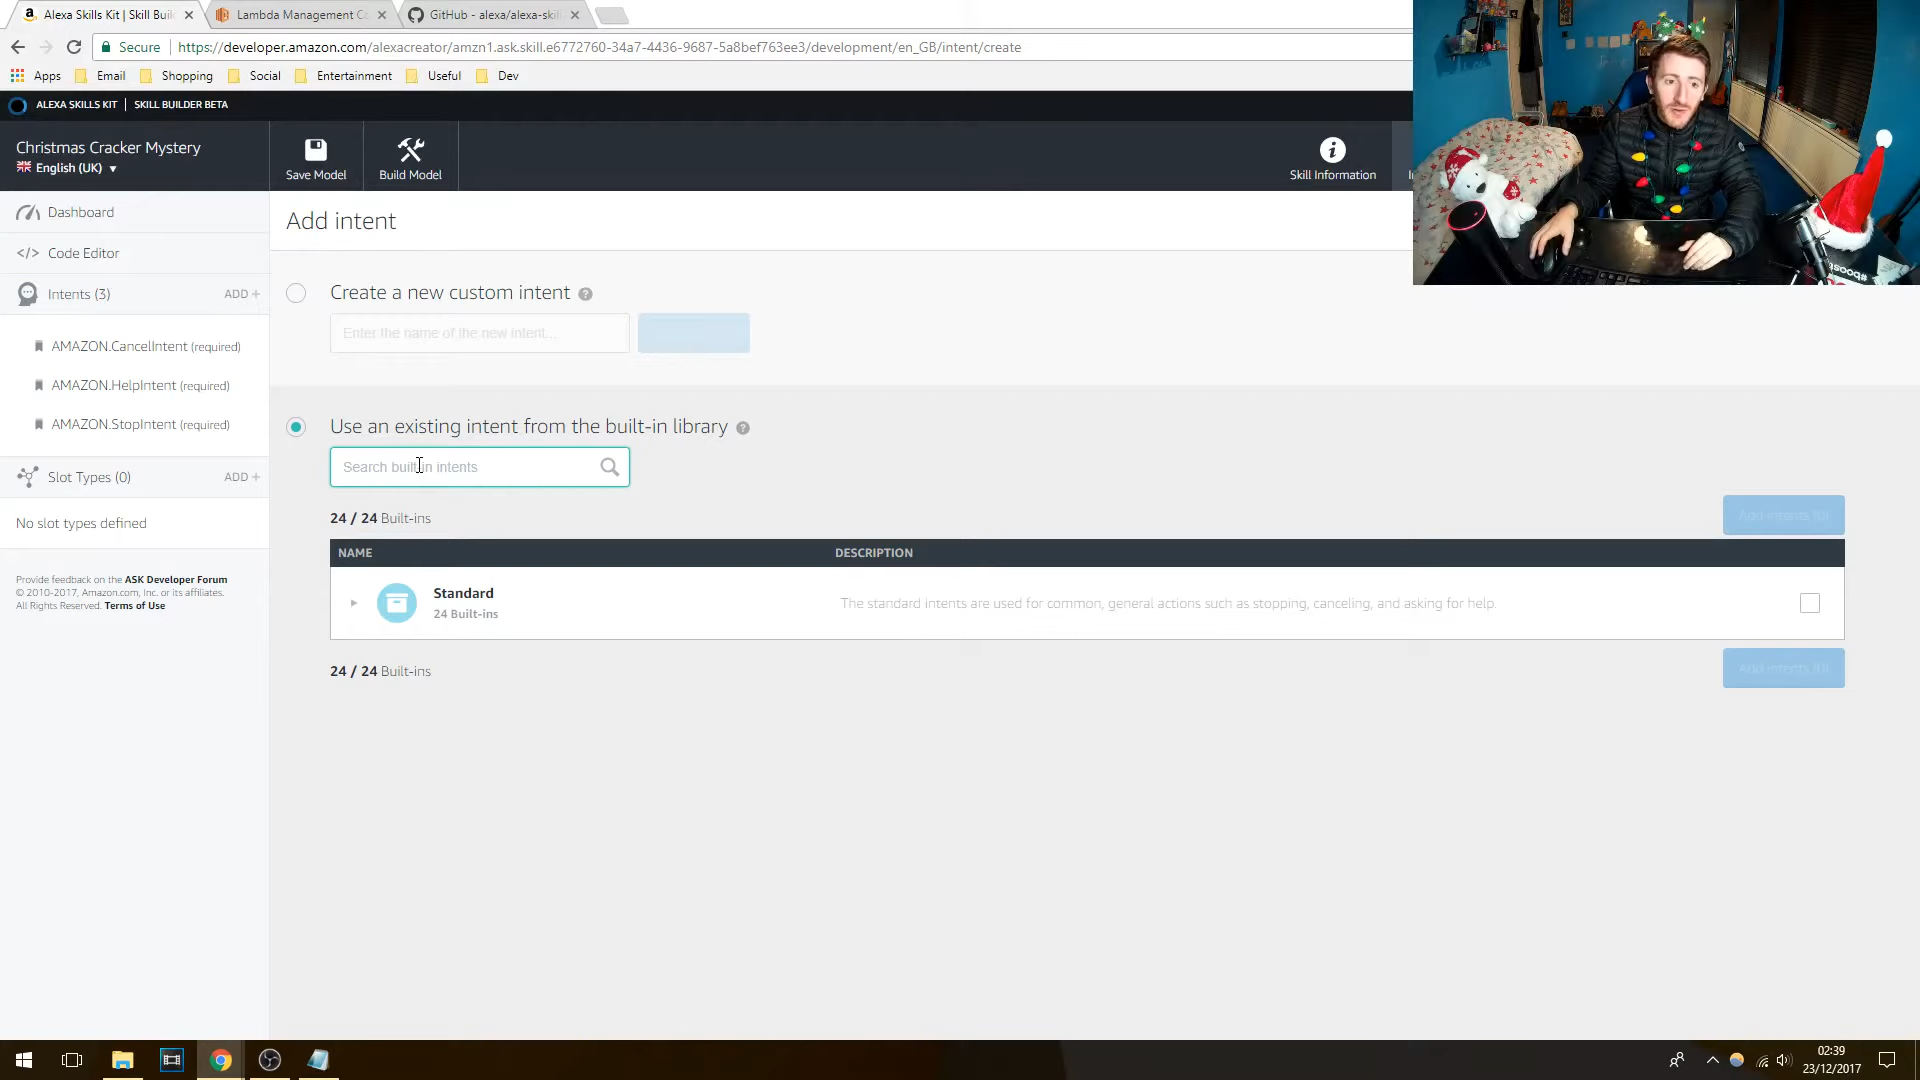 Alexa Skills Kit | Skill Buil
Lambda Management C
GitHub - alexa/alexa-skil
Secure
https://developer.amazon.com/alexacreator/amzn1.ask.skill.e6772760-34a7-4436-9687-5a8bef763ee3/development/en_GB/intent/create
Apps
Email
Shopping
Social
Entertainment
Useful
Dev
ALEXA SKILLS KIT | SKILL BUILDER BETA
Christmas Cracker Mystery
English (UK)
Save Model
Build Model
Skill Information
Dashboard
</> Code Editor
Intents (3)
ADD +
AMAZON.CancelIntent (required)
AMAZON.HelpIntent (required)
AMAZON.StopIntent (required)
Slot Types (0)
ADD +
No slot types defined
Provide feedback on the ASK Developer Forum
© 2010-2017, Amazon.com, Inc. or its affiliates.
All Rights Reserved. Terms of Use
Add intent
Create a new custom intent
Enter the name of the new intent...
Use an existing intent from the built-in library
Search built-in intents
24 / 24 Built-ins
Add intents (0)
NAME
DESCRIPTION
Standard
24 Built-ins
The standard intents are used for common, general actions such as stopping, canceling, and asking for help.
24 / 24 Built-ins
Add intents (0)
02:39
23/12/2017